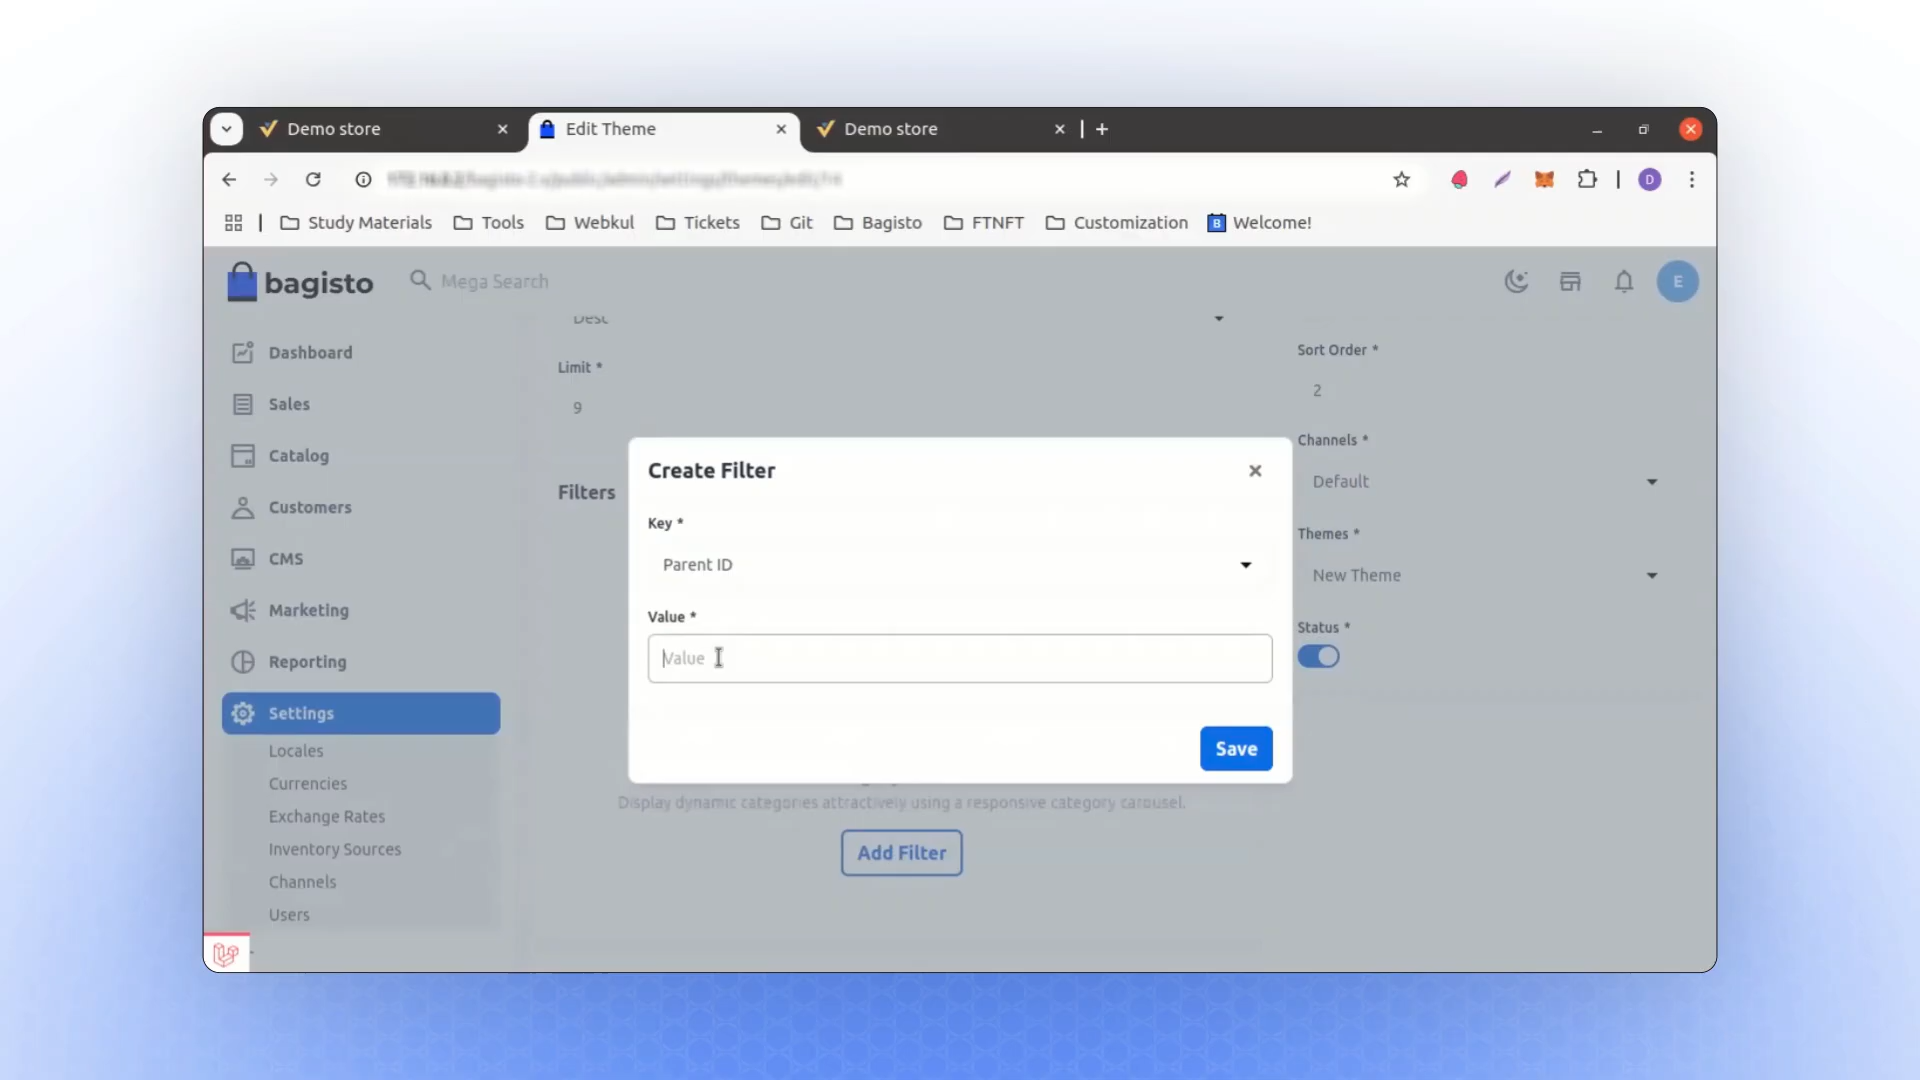 Demo store
Edit Theme
Demo store
Study Materials
Tools
Webkul
Tickets
Git
Bagisto
FTNFT
Customization
Welcome!
D
B
bagisto
Mega Search
E
Dashboard
Sales
Catalog
Customers
CMS
Marketing
Reporting
Settings
Locales
Currencies
Exchange Rates
Inventory Sources
Channels
Users
Desc
Limit *
9
Filters
Create Filter
Key *
Parent ID
Value *
Value
Save
Display dynamic categories attractively using a responsive category carousel.
Add Filter
Sort Order *
2
Channels *
Default
Themes *
New Theme
Status *